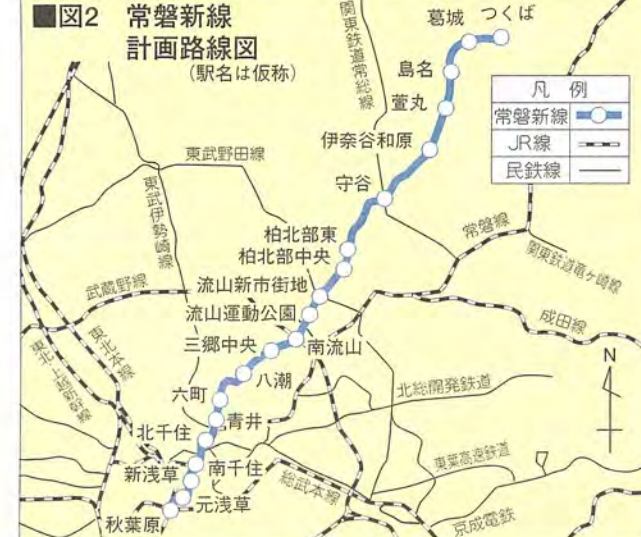 ■図2 常磐新線
計画路線図
(駅名は仮称)
関東鉄道常総線
葛城
つくば
島名
萱丸
伊奈谷和原
守谷
凡例
常磐新線
JR線
民鉄線
東武野田線
東武伊勢崎線
柏北部東
柏北部中央
常磐線
関東鉄道竜ヶ崎線
武蔵野線
流山新市街地
流山運動公園
成田線
三郷中央
南流山
東北本線
東北・上越新幹線
八潮
六町
北総開発鉄道
N
青井
北千住
東葉高速鉄道
新浅草
南千住
総武本線
元浅草
秋葉原
京成電鉄